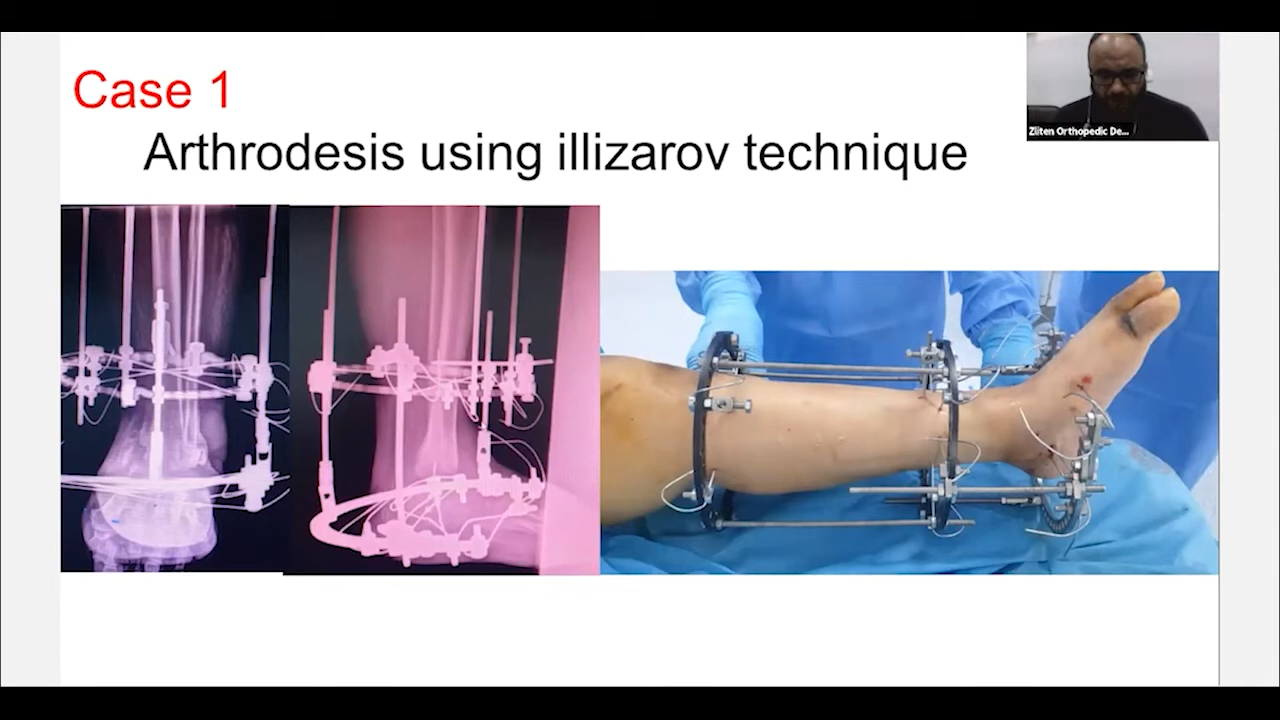 Case 1
Arthrodesis using illizarov technique
Zliten Orthopedic De...